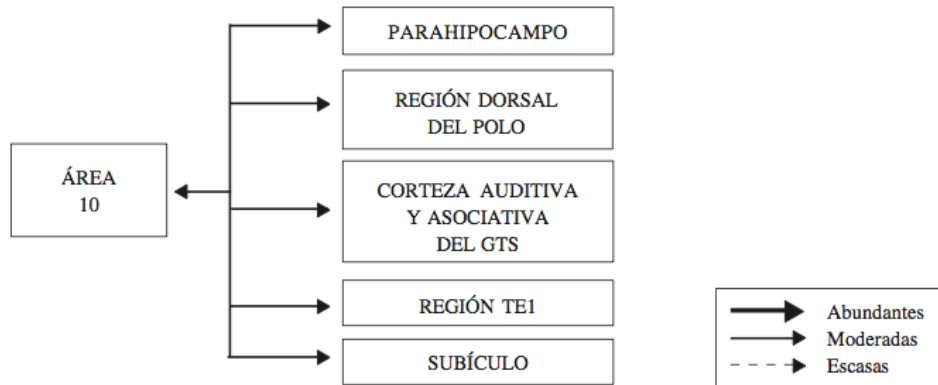 PARAHIPOCAMPO
REGIÓN DORSAL
DEL POLO
ÁREA
10
CORTEZA AUDITIVA
Y ASOCIATIVA
DEL GTS
REGIÓN TE1
SUBÍCULO
Abundantes
Moderadas
Escasas